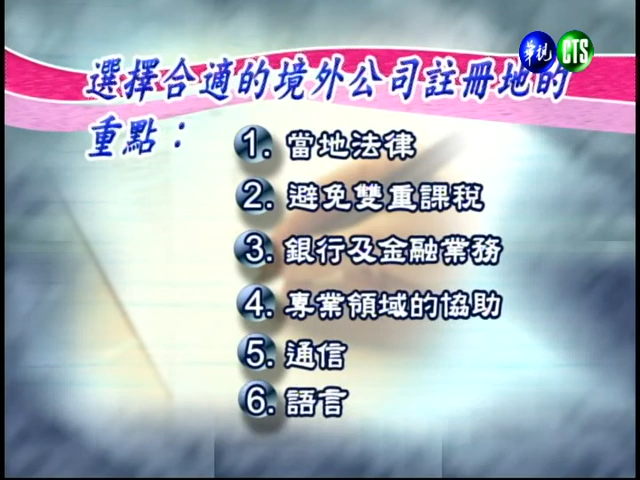 華視 CTS
選擇合適的境外公司註冊地的
重點：
1. 當地法律
2. 避免雙重課稅
3. 銀行及金融業務
4. 專業領域的協助
5. 通信
6. 語言